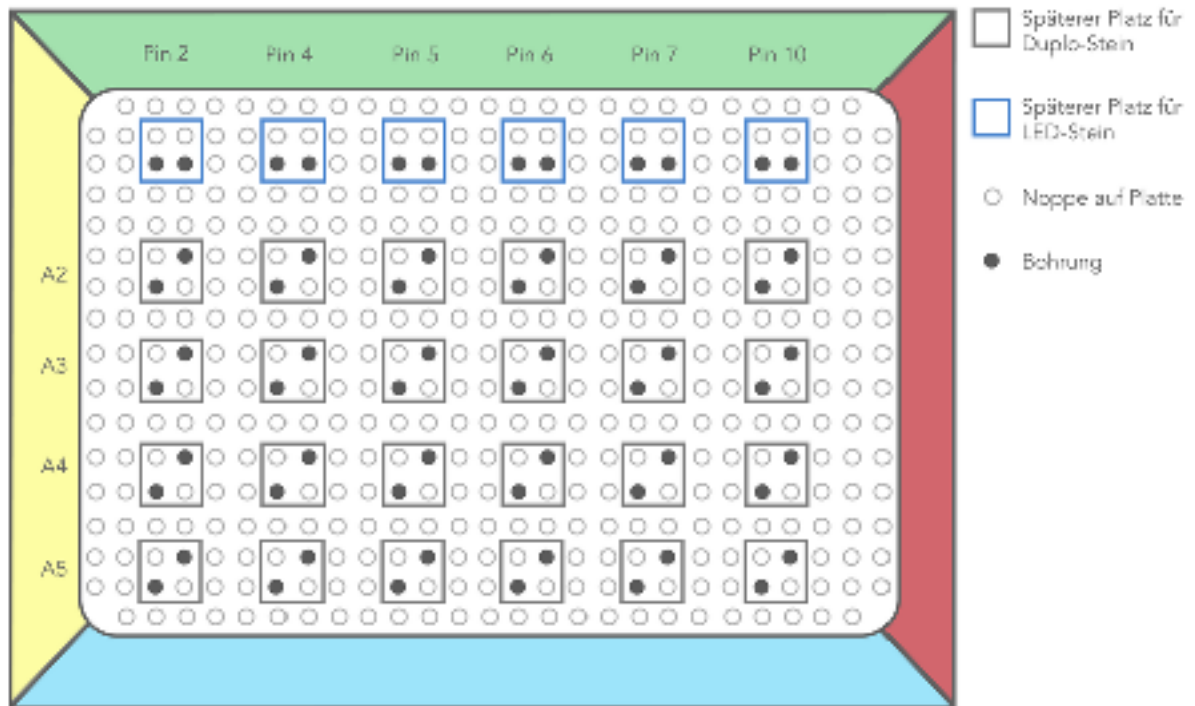 Pin 2 Pin 4 Pin 5 Pin 6 Pin 7 Pin 10
A2
A3
A4
A5
Späterer Platz für
Duplo-Stein
Späterer Platz für
LED-Stein
Noppe auf Platte
Bohrung